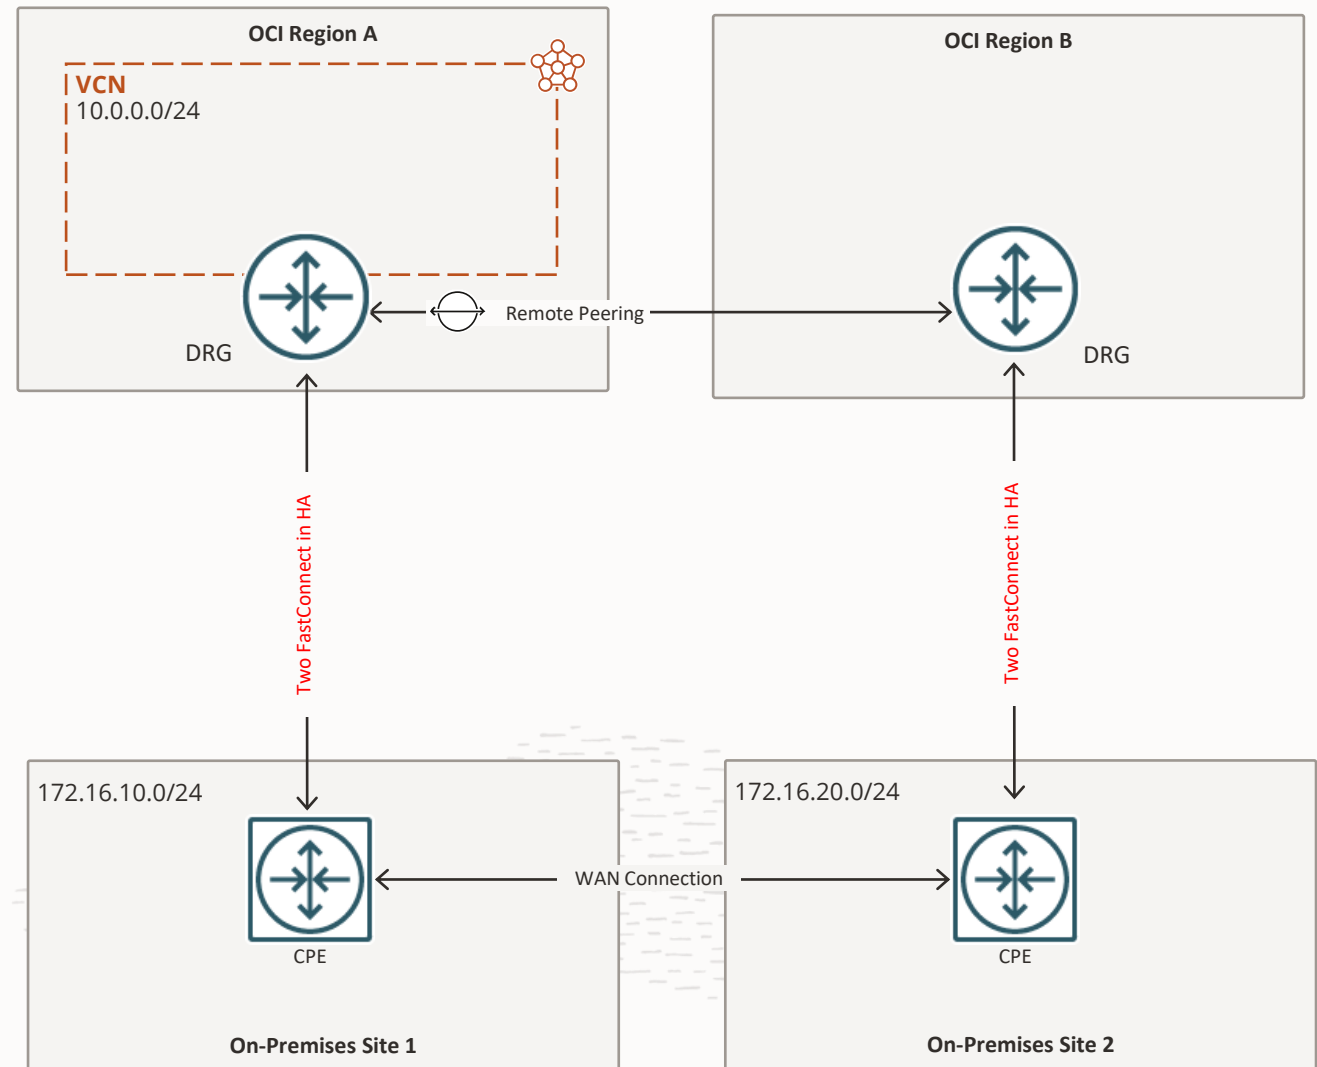 OCI Region A
OCI Region B
VCN
10.0.0.0/24
Remote Peering
DRG
DRG
Two FastConnect in HA
Two FastConnect in HA
172.16.10.0/24
172.16.20.0/24
WAN Connection
CPE
CPE
On-Premises Site 1
On-Premises Site 2